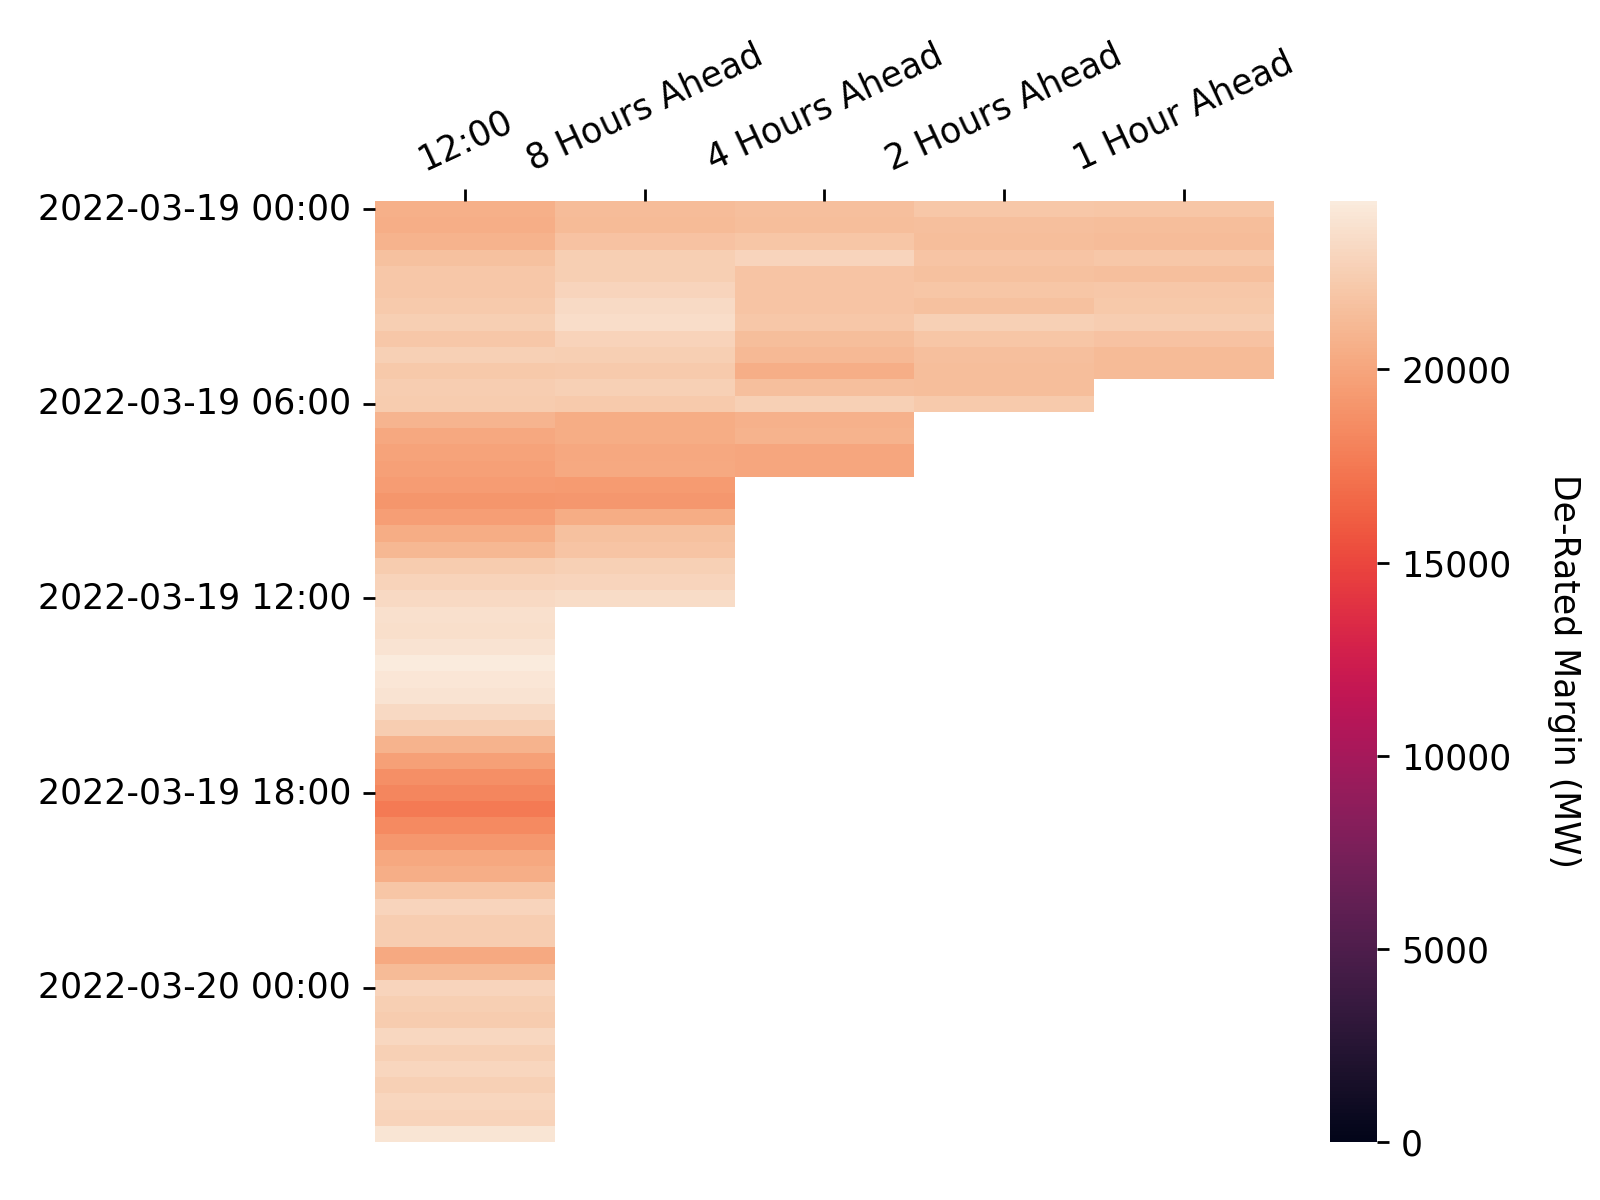 12:00
8 Hours Ahead
4 Hours Ahead
2 Hours Ahead
1 Hour Ahead
2022-03-19 00:00
2022-03-19 06:00
2022-03-19 12:00
2022-03-19 18:00
2022-03-20 00:00
20000
15000
10000
5000
0
De-Rated Margin (MW)